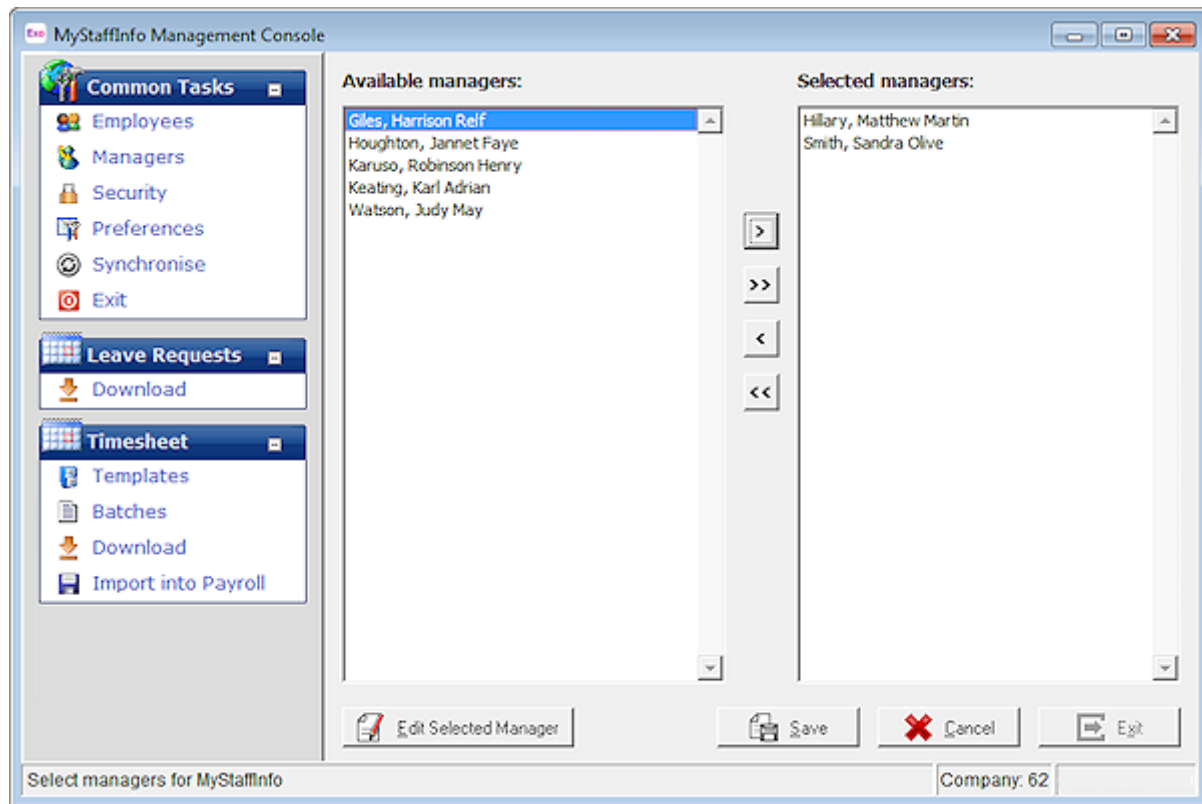 Exo MyStaffInfo Management Console
Common Tasks
Employees
Managers
Security
Preferences
Synchronise
Exit
Leave Requests
Download
Timesheet
Templates
Batches
Download
Import into Payroll
Available managers:
Giles, Harrison Relf
Houghton, Jannet Faye
Karuso, Robinson Henry
Keating, Karl Adrian
Watson, Judy May
>
>>
<
<<
Selected managers:
Hillary, Matthew Martin
Smith, Sandra Olive
Edit Selected Manager
Save
Cancel
Exit
Select managers for MyStaffInfo
Company: 62